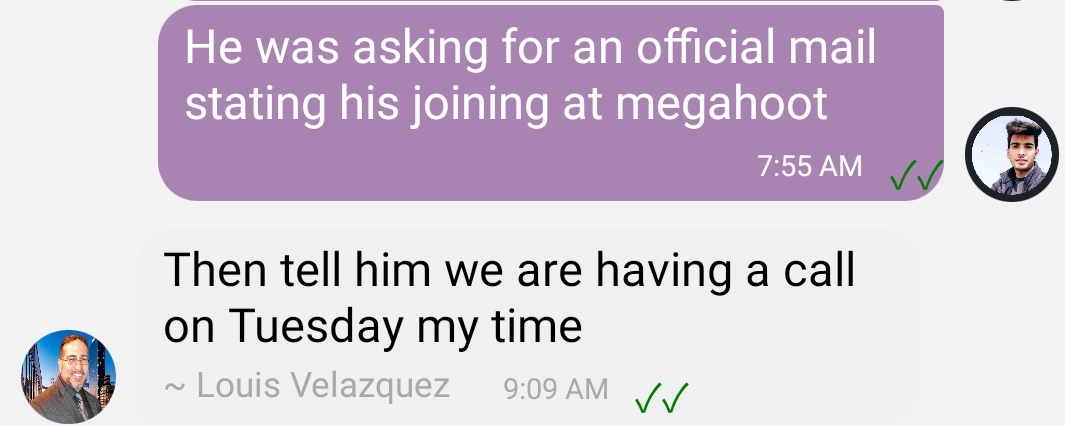 He was asking for an official mail
stating his joining at megahoot
7:55 AM
Then tell him we are having a call
on Tuesday my time
~ Louis Velazquez 9:09 AM